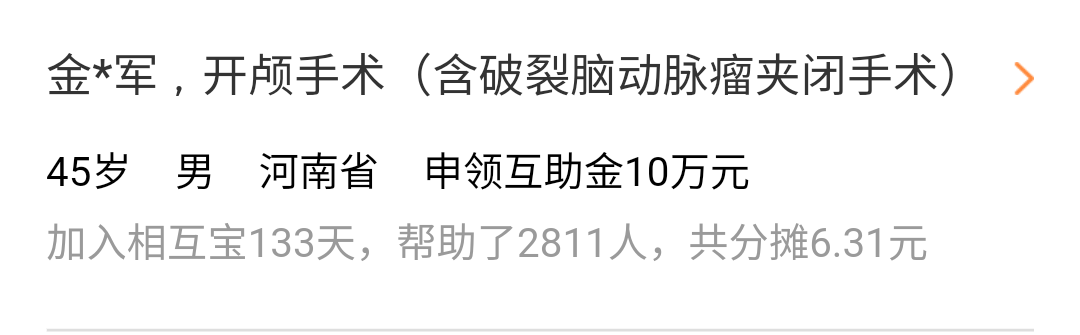 金*军，开颅手术（含破裂脑动脉瘤夹闭手术）
45岁 男 河南省 申领互助金10万元
加入相互宝133天，帮助了2811人，共分摊6.31元